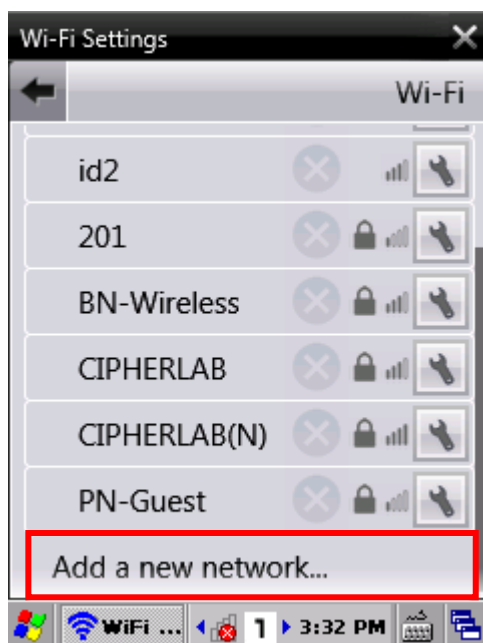 Wi-Fi Settings
Wi-Fi
id2
201
BN-Wireless
CIPHERLAB
CIPHERLAB(N)
PN-Guest
Add a new network...
WiFi ... 1 3:32 PM